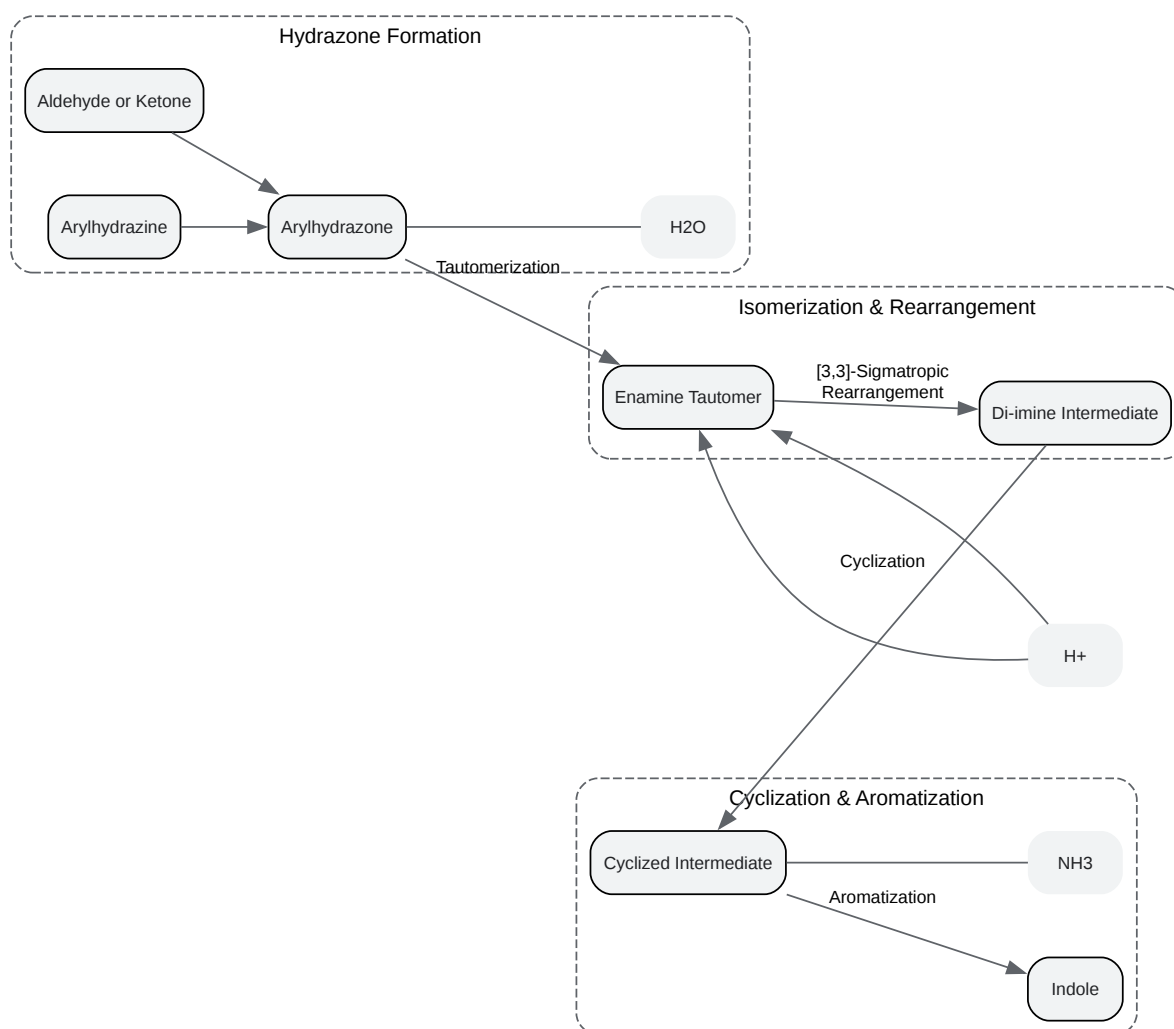 Hydrazone Formation
Aldehyde or Ketone
Arylhydrazine
Arylhydrazone
H2O
Tautomerization
Isomerization & Rearrangement
Enamine Tautomer
[3,3]-Sigmatropic
Rearrangement
Di-imine Intermediate
Cyclization
H+
Cyclization & Aromatization
Cyclized Intermediate
NH3
Aromatization
Indole